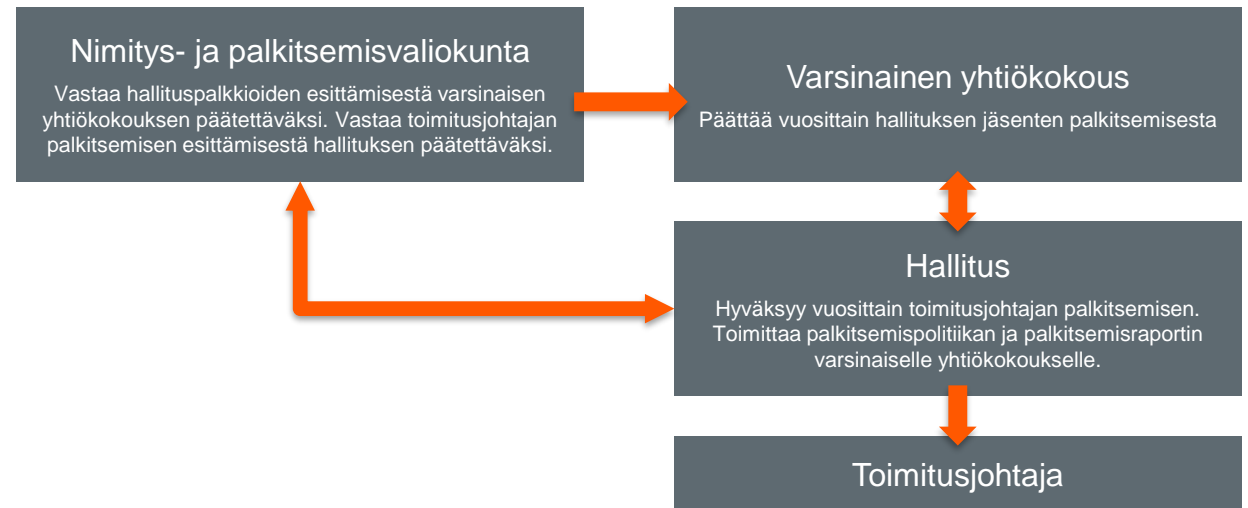 Nimitys- ja palkitsemisvaliokunta
Vastaa hallituspalkkioiden esittämisestä varsinaisen
yhtiökokouksen päätettäväksi. Vastaa toimitusjohtajan
palkitsemisen esittämisestä hallituksen päätettäväksi.
Varsinainen yhtiökokous
Päättää vuosittain hallituksen jäsenten palkitsemisesta
Hallitus
Hyväksyy vuosittain toimitusjohtajan palkitsemisen.
Toimittaa palkitsemispolitiikan ja palkitsemisraportin
varsinaiselle yhtiökokoukselle.
Toimitusjohtaja